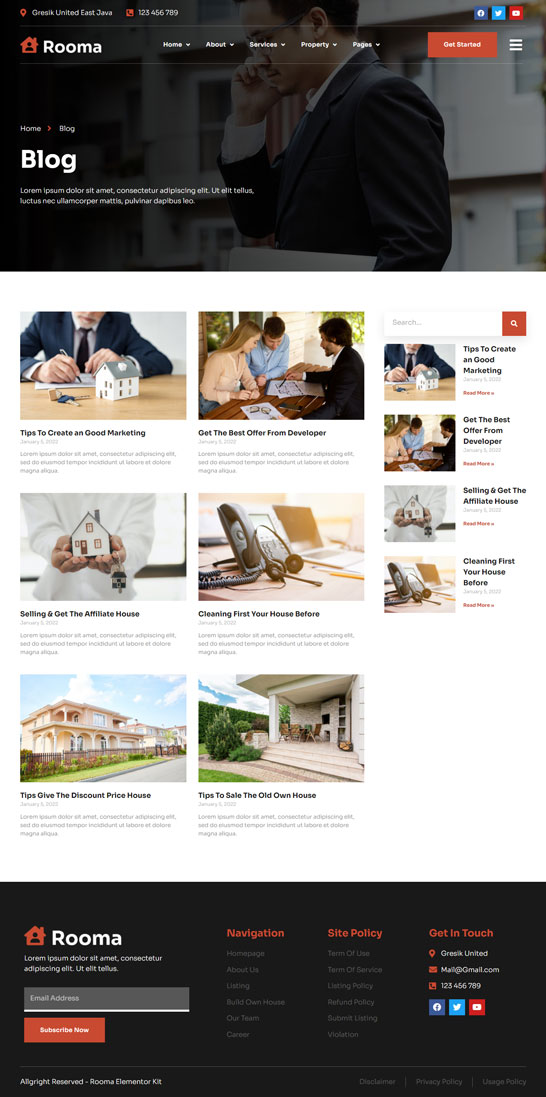 Gresik United East Java
123 456 789
Rooma
Home
About
Services
Property
Pages
Get Started
Home
Blog
Blog
Lorem ipsum dolor sit amet, consectetur adipiscing elit. Ut elit tellus,
luctus nec ullamcorper mattis, pulvinar dapibus leo.
Tips To Create an Good Marketing
January 5, 2022
Lorem ipsum dolor sit amet, consectetur adipiscing elit,
sed do eiusmod tempor incididunt ut labore et dolore
magna aliqua.
Get The Best Offer From Developer
January 5, 2022
Lorem ipsum dolor sit amet, consectetur adipiscing elit,
sed do eiusmod tempor incididunt ut labore et dolore
magna aliqua.
Selling & Get The Affiliate House
January 5, 2022
Lorem ipsum dolor sit amet, consectetur adipiscing elit,
sed do eiusmod tempor incididunt ut labore et dolore
magna aliqua.
Cleaning First Your House Before
January 5, 2022
Lorem ipsum dolor sit amet, consectetur adipiscing elit,
sed do eiusmod tempor incididunt ut labore et dolore
magna aliqua.
Tips Give The Discount Price House
January 5, 2022
Lorem ipsum dolor sit amet, consectetur adipiscing elit,
sed do eiusmod tempor incididunt ut labore et dolore
magna aliqua.
Tips To Sale The Old Own House
January 5, 2022
Lorem ipsum dolor sit amet, consectetur adipiscing elit,
sed do eiusmod tempor incididunt ut labore et dolore
magna aliqua.
Search...
Tips To Create
an Good
Marketing
January 5, 2022
Read More »
Get The Best
Offer From
Developer
January 5, 2022
Read More »
Selling & Get The
Affiliate House
January 5, 2022
Read More »
Cleaning First
Your House
Before
January 5, 2022
Read More »
Rooma
Lorem ipsum dolor sit amet, consectetur
adipiscing elit. Ut elit tellus.
Email Address
Subscribe Now
Navigation
Homepage
About Us
Listing
Build Own House
Our Team
Career
Site Policy
Term Of Use
Term Of Service
Listing Policy
Refund Policy
Submit Listing
Violation
Get In Touch
Gresik United
Mail@Gmail.com
123 456 789
Allgright Reserved - Rooma Elementor Kit
Disclaimer
Privacy Policy
Usage Policy